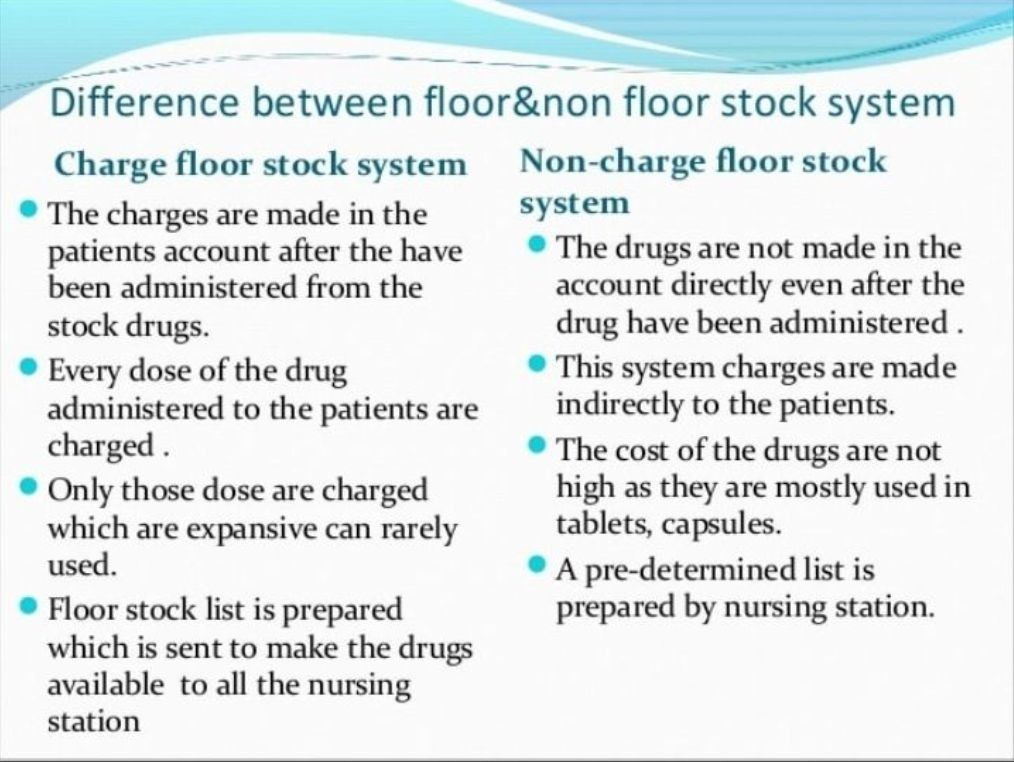 Difference between floor&non floor stock system
Charge floor stock system
The charges are made in the
patients account after the have
been administered from the
stock drugs.
Every dose of the drug
administered to the patients are
charged .
Only those dose are charged
which are expansive can rarely
used.
Floor stock list is prepared
which is sent to make the drugs
available to all the nursing
station
Non-charge floor stock
system
The drugs are not made in the
account directly even after the
drug have been administered .
This system charges are made
indirectly to the patients.
The cost of the drugs are not
high as they are mostly used in
tablets, capsules.
A pre-determined list is
prepared by nursing station.